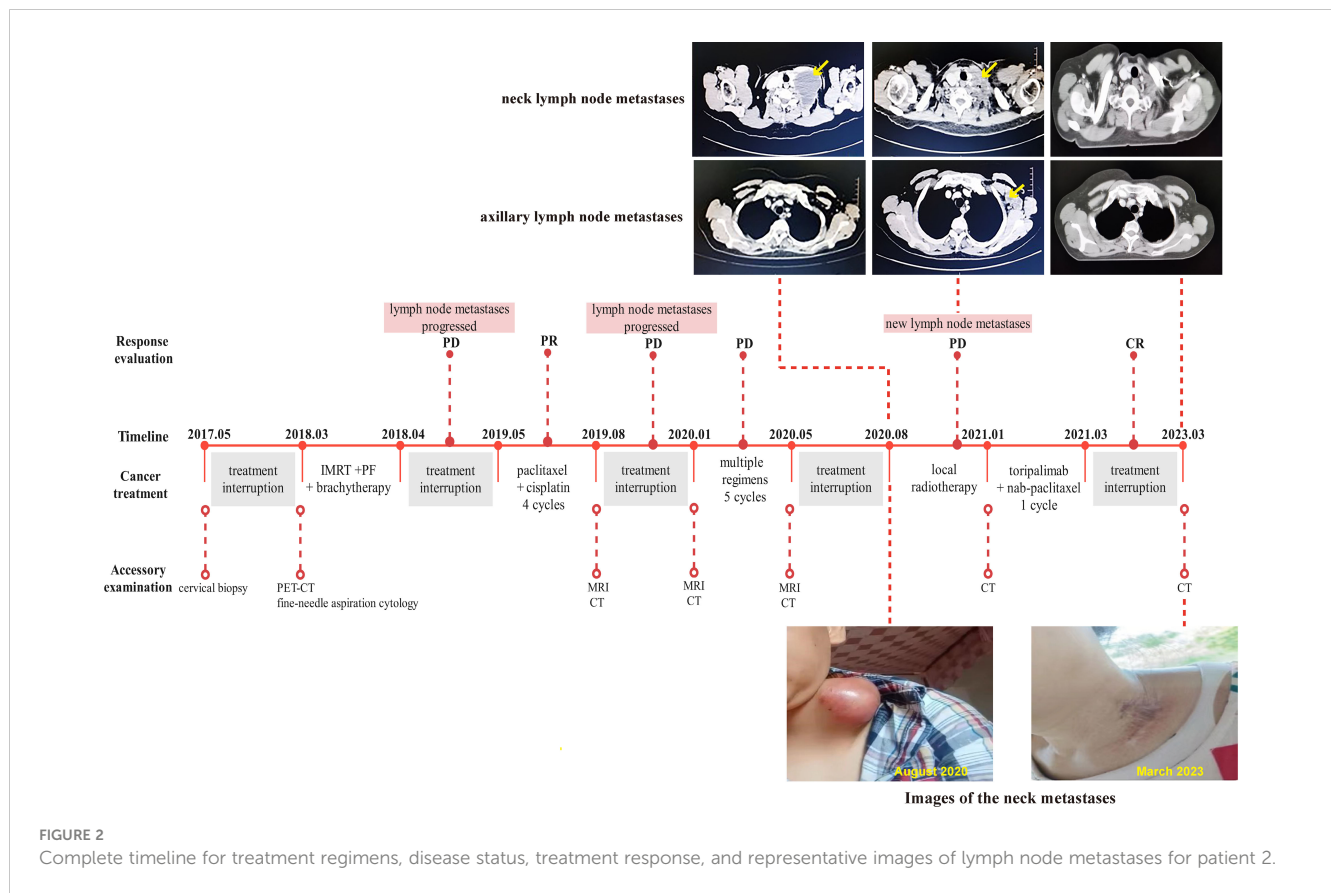 neck lymph node metastases
axillary lymph node metastases
lymph node metastases
progressed
PD
PR
lymph node metastases
progressed
PD
PD
new lymph node metastases
PD
CR
Response
evaluation
Timeline
2017.05
2018.03
2018.04
2019.05
2019.08
2020.01
2020.05
2020.08
2021.01
2021.03
2023.03
Cancer
treatment
treatment
interruption
IMRT +PF
+ brachytherapy
treatment
interruption
paclitaxel
+ cisplatin
4 cycles
treatment
interruption
multiple
regimens
5 cycles
treatment
interruption
local
radiotherapy
toripalimab
+ nab-paclitaxel
1 cycle
treatment
interruption
Accessory
examination
cervical biopsy
PET-CT
fine-needle aspiration cytology
MRI
CT
MRI
CT
MRI
CT
CT
CT
August 2020
March 2023
Images of the neck metastases
FIGURE 2
Complete timeline for treatment regimens, disease status, treatment response, and representative images of lymph node metastases for patient 2.